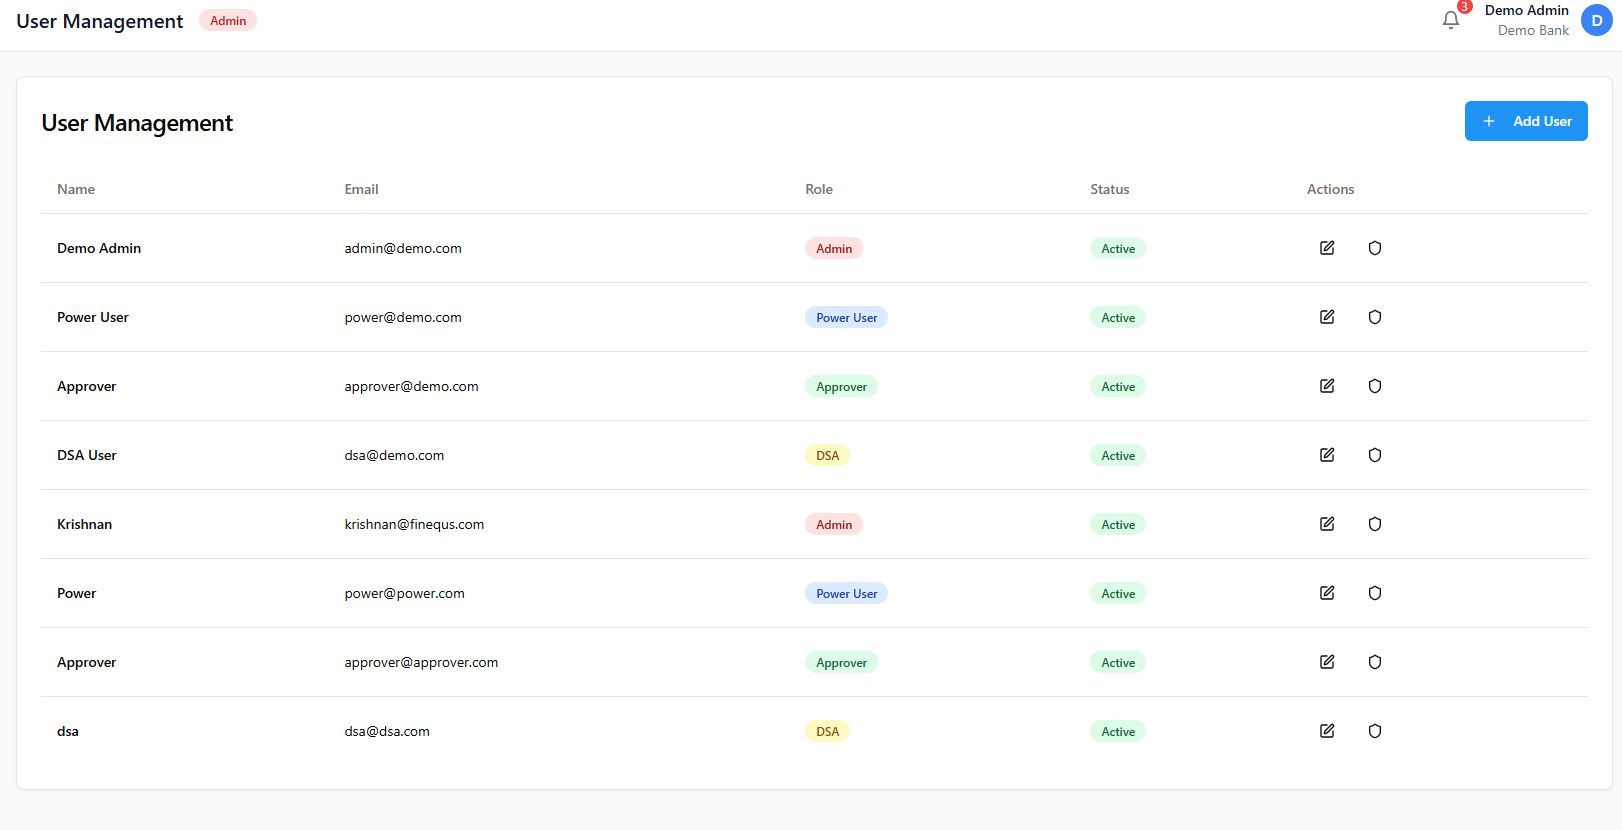 User Management Admin
3
Demo Admin
Demo Bank
D
User Management
+ Add User
Name Email Role Status Actions
Demo Admin admin@demo.com Admin Active
Power User power@demo.com Power User Active
Approver approver@demo.com Approver Active
DSA User dsa@demo.com DSA Active
Krishnan krishnan@finequs.com Admin Active
Power power@power.com Power User Active
Approver approver@approver.com Approver Active
dsa dsa@dsa.com DSA Active